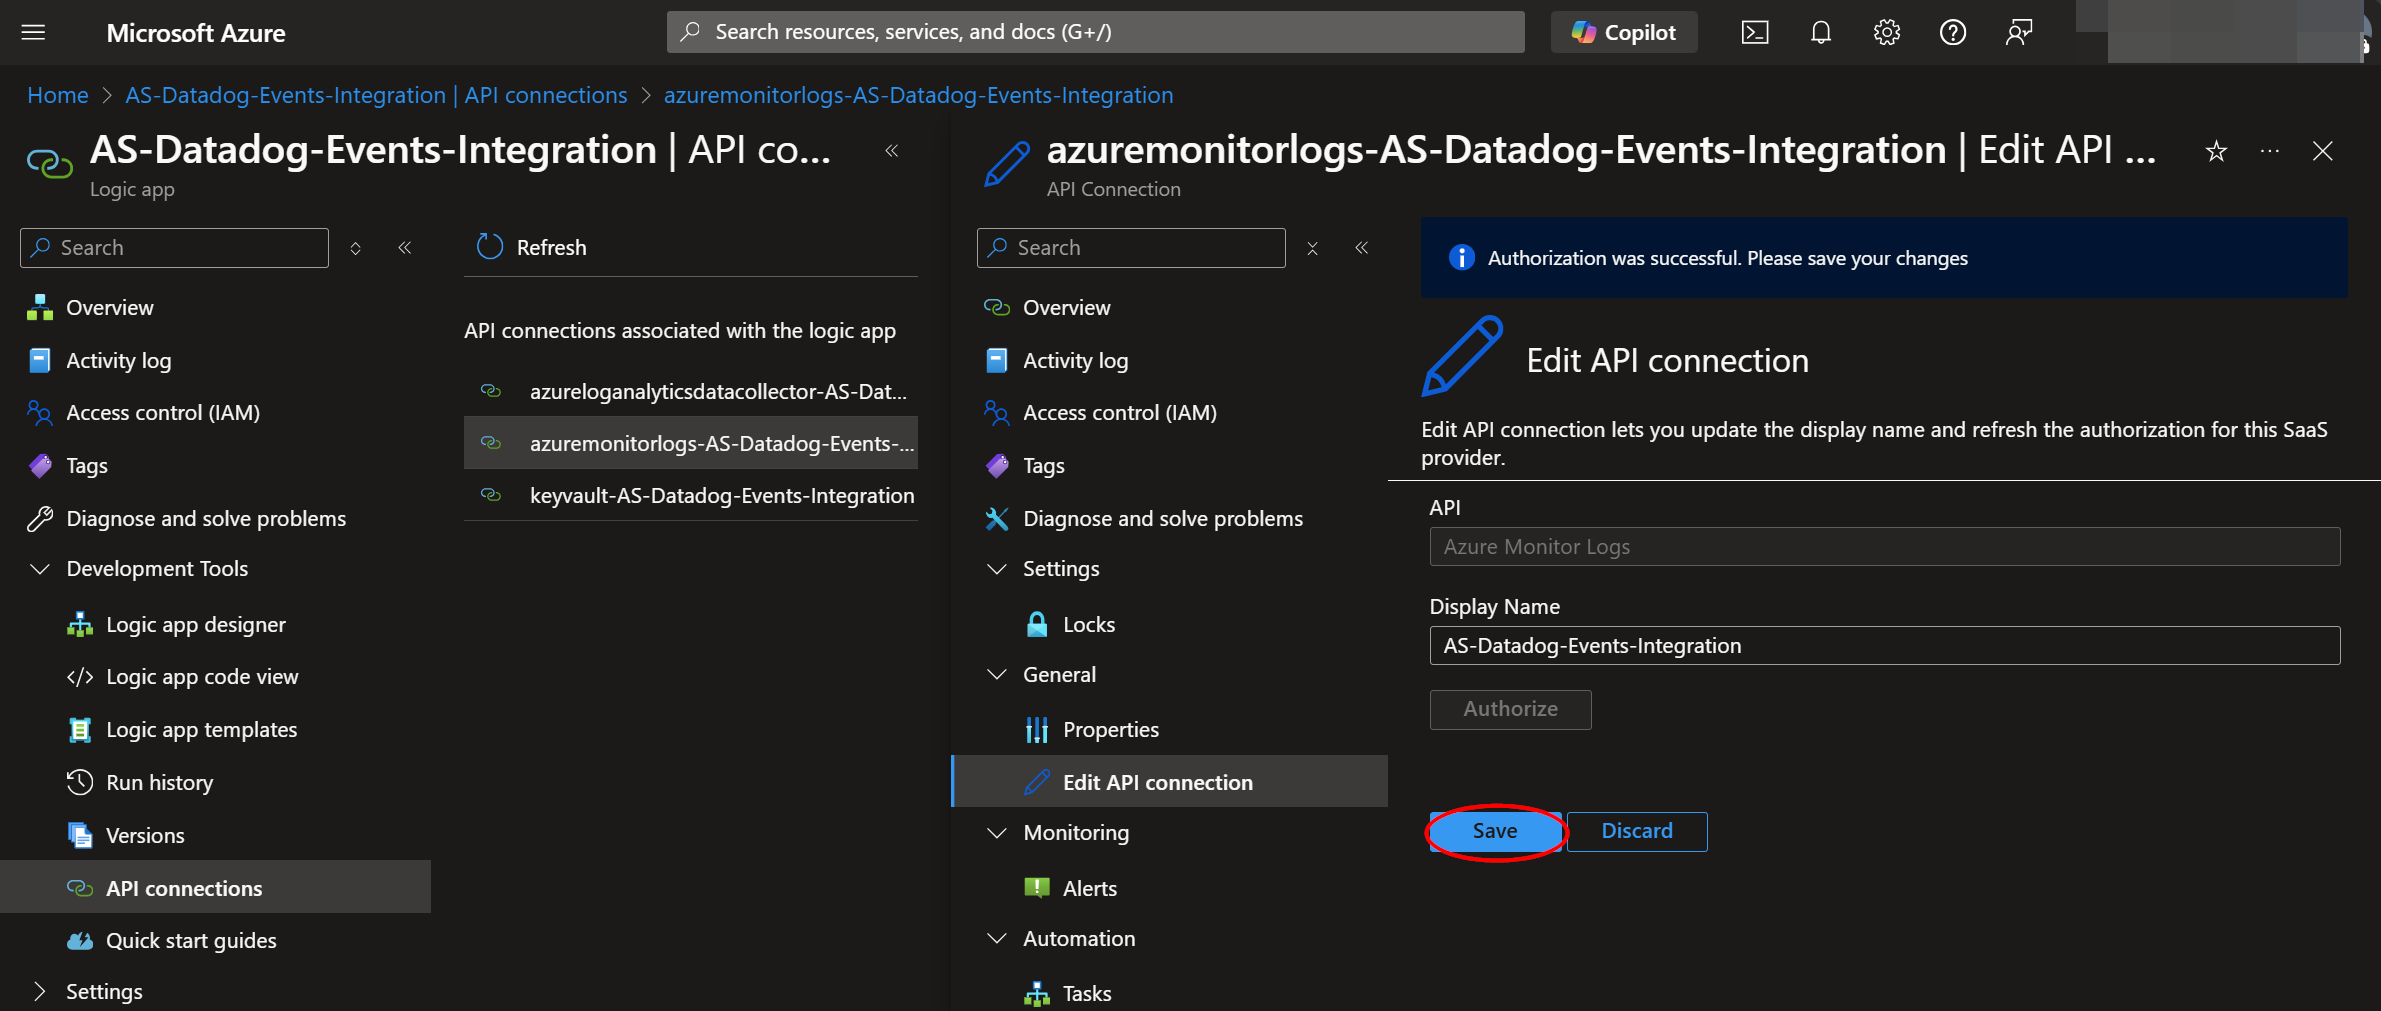 Microsoft Azure
Search resources, services, and docs (G+/)
Copilot
Home > AS-Datadog-Events-Integration | API connections > azuremonitorlogs-AS-Datadog-Events-Integration
AS-Datadog-Events-Integration | API co...
Logic app
Search
Overview
Activity log
Access control (IAM)
Tags
Diagnose and solve problems
Development Tools
Logic app designer
Logic app code view
Logic app templates
Run history
Versions
API connections
Quick start guides
Settings
Refresh
API connections associated with the logic app
azureloganalyticsdatacollector-AS-Dat...
azuremonitorlogs-AS-Datadog-Events-...
keyvault-AS-Datadog-Events-Integration
azuremonitorlogs-AS-Datadog-Events-Integration | Edit API ...
API Connection
Search
Overview
Activity log
Access control (IAM)
Tags
Diagnose and solve problems
Settings
Locks
General
Properties
Edit API connection
Monitoring
Alerts
Automation
Tasks
Authorization was successful. Please save your changes
Edit API connection
Edit API connection lets you update the display name and refresh the authorization for this SaaS
provider.
API
Azure Monitor Logs
Display Name
AS-Datadog-Events-Integration
Authorize
Save
Discard